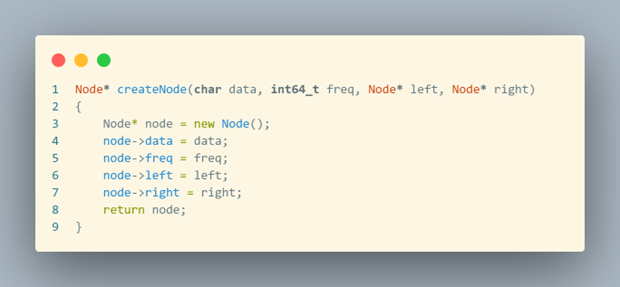 1 Node* createNode(char data, int64_t freq, Node* left, Node* right)
2 {
3     Node* node = new Node();
4     node->data = data;
5     node->freq = freq;
6     node->left = left;
7     node->right = right;
8     return node;
9 }